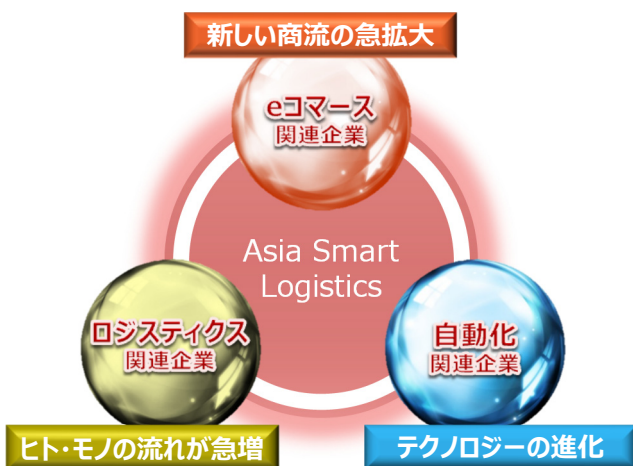 新しい商流の急拡大
eコマース
関連企業
Asia Smart
Logistics
ロジスティクス
関連企業
自動化
関連企業
ヒト・モノの流れが急増
テクノロジーの進化